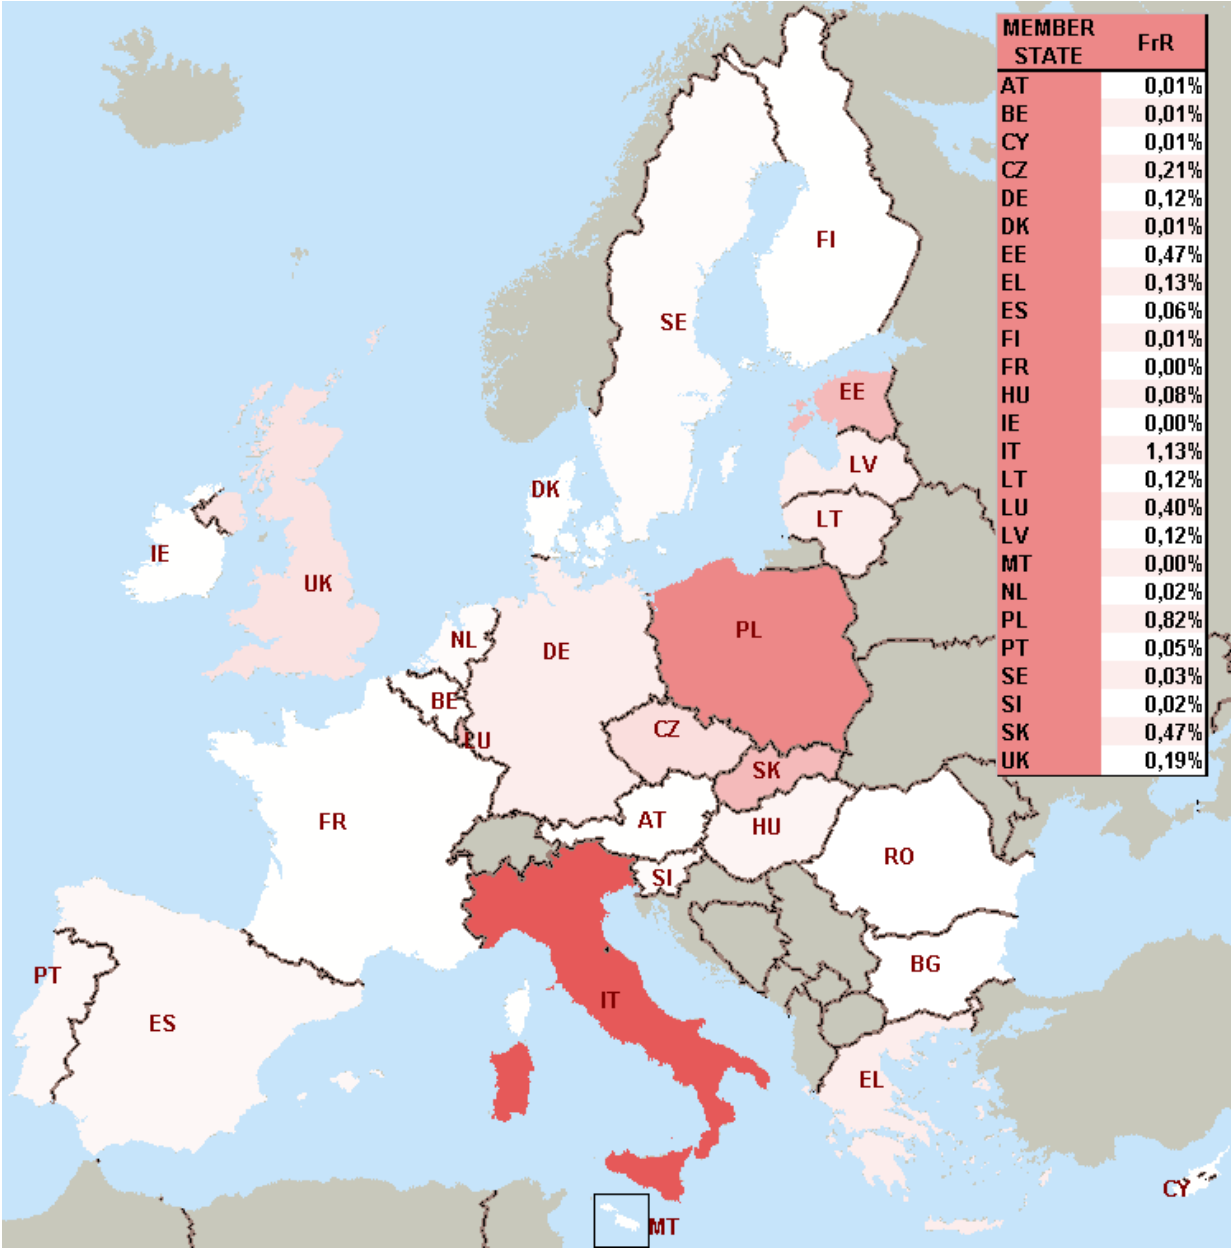 MEMBER STATE FrR
AT 0,01%
BE 0,01%
CY 0,01%
CZ 0,21%
DE 0,12%
DK 0,01%
EE 0,47%
EL 0,13%
ES 0,06%
FI 0,01%
FR 0,00%
HU 0,08%
IE 0,00%
IT 1,13%
LT 0,12%
LU 0,40%
LV 0,12%
MT 0,00%
NL 0,02%
PL 0,82%
PT 0,05%
SE 0,03%
SI 0,02%
SK 0,47%
UK 0,19%
FI
SE
EE
LV
DK
LT
IE
UK
PL
NL
DE
BE
CZ
LU
SK
FR
AT
HU
RO
SI
BG
PT
IT
ES
EL
CY
MT